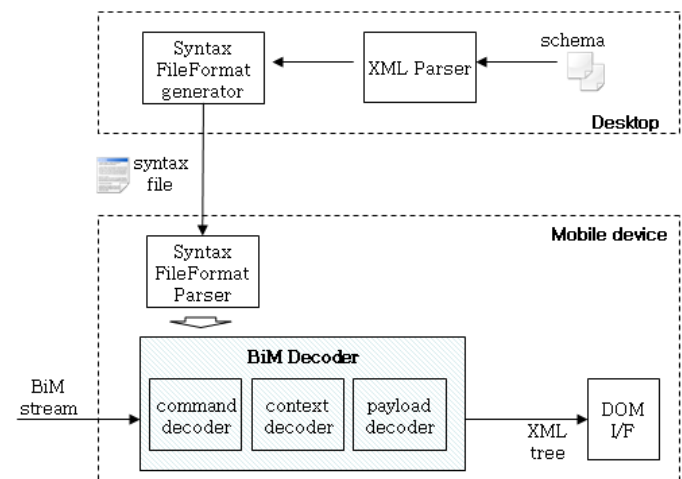 Syntax
FileFormat
generator
XML Parser
schema
Desktop
syntax
file
Mobile device
Syntax
FileFormat
Parser
BiM Decoder
BiM
stream
command
decoder
context
decoder
payload
decoder
XML
tree
DOM
I/F